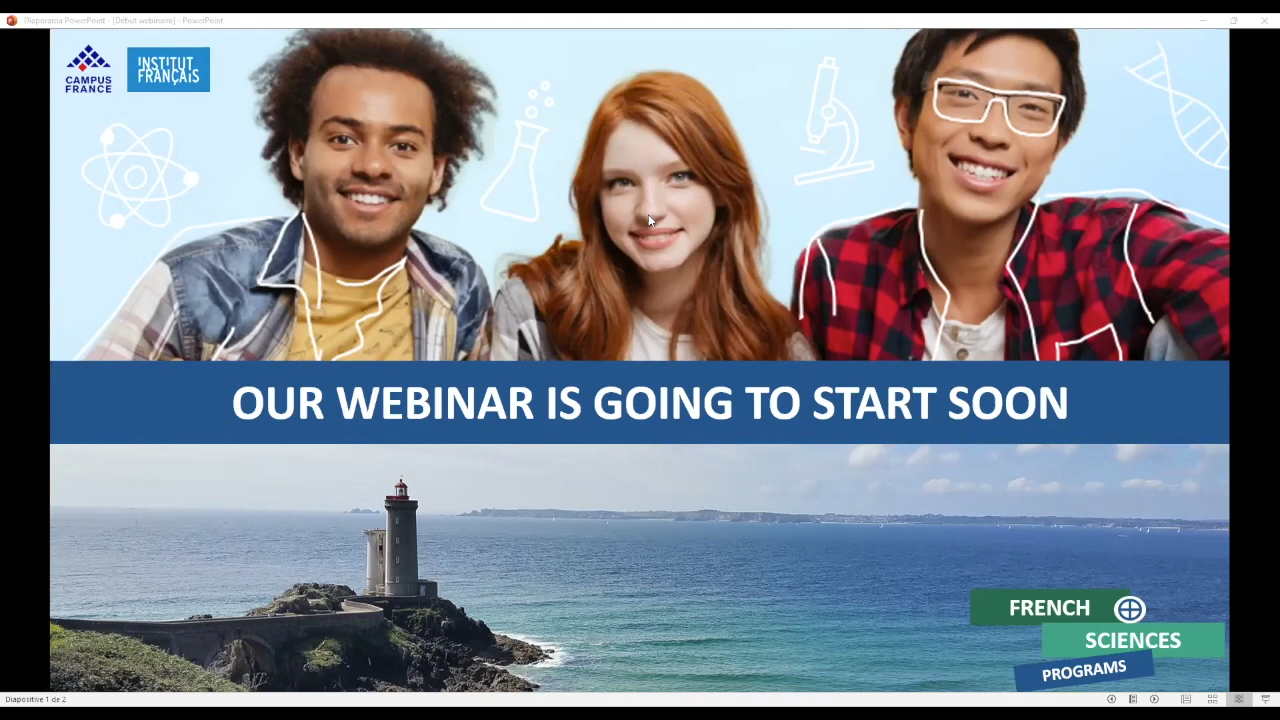 Diaporama PowerPoint - [Début webinaire] - PowerPoint
CAMPUS
FRANCE
INSTITUT
FRANÇAIS
OUR WEBINAR IS GOING TO START SOON
FRENCH
SCIENCES
PROGRAMS
Diapositive 1 de 2